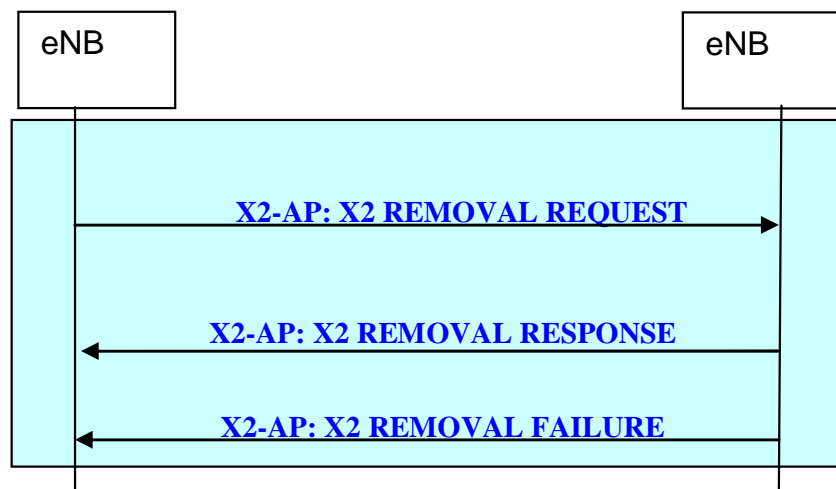 eNB
eNB
X2-AP: X2 REMOVAL REQUEST
X2-AP: X2 REMOVAL RESPONSE
X2-AP: X2 REMOVAL FAILURE